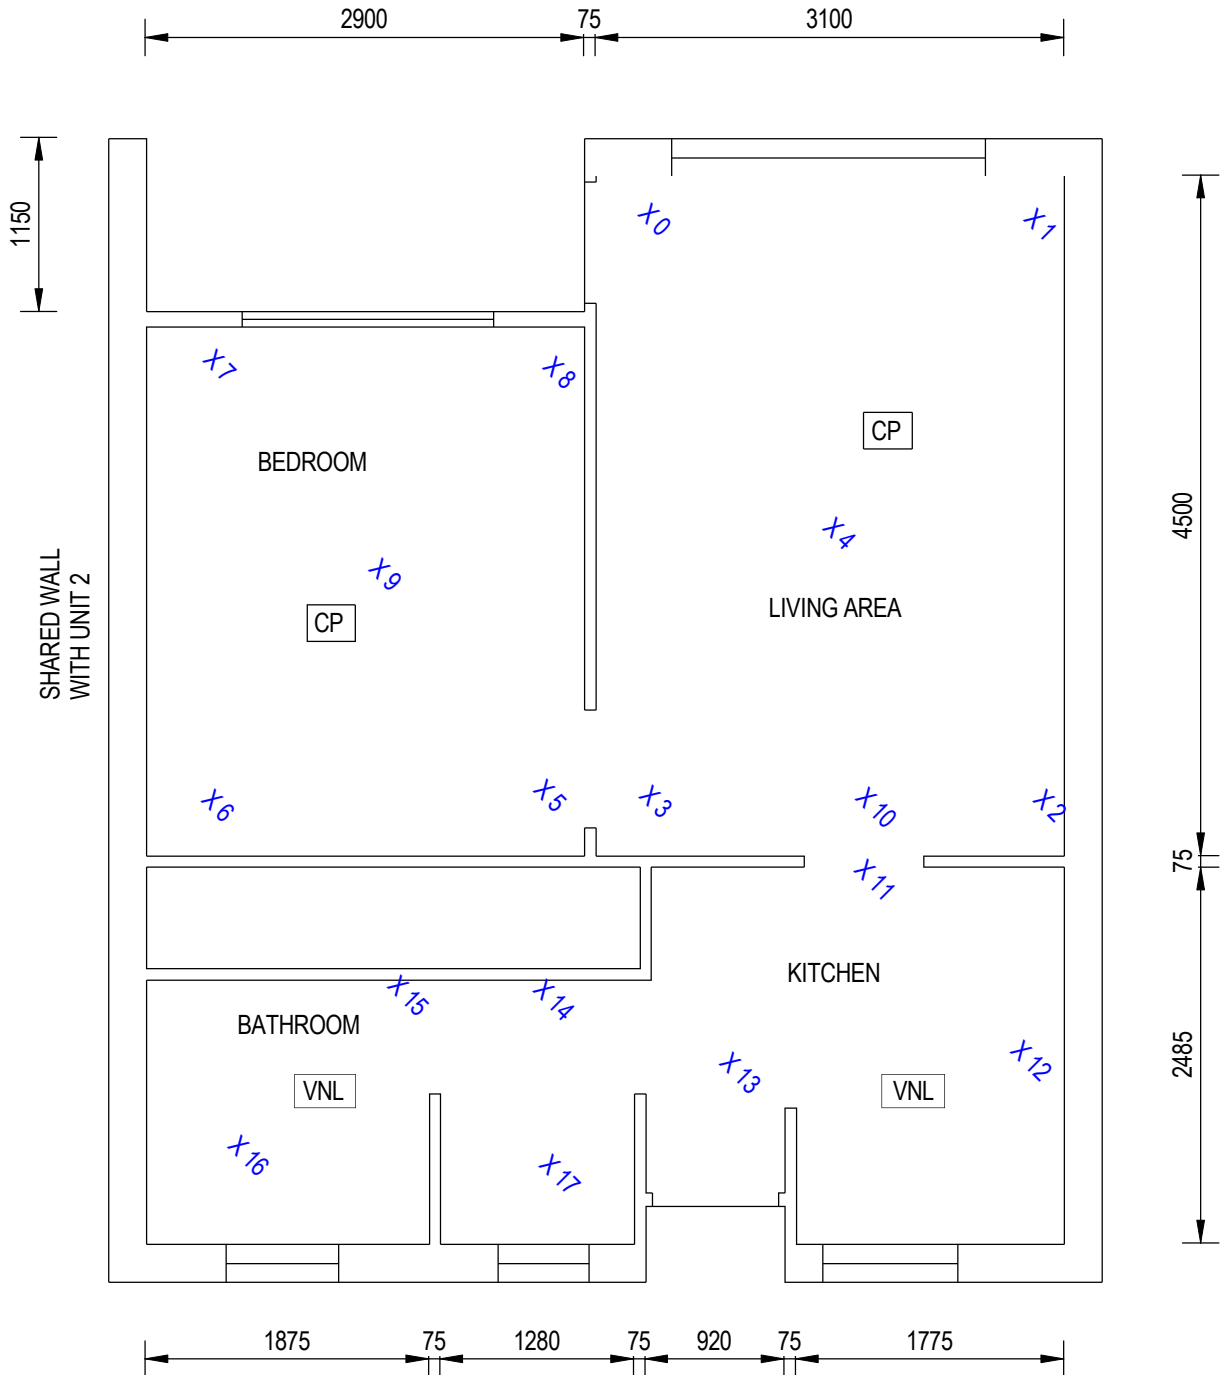 2900 75 3100
1150
X0
X1
X7
X8
CP
BEDROOM
4500
X4
X9
SHARED WALL
WITH UNIT 2
CP
LIVING AREA
X6
X5
X3
X10
X2
75
X11
KITCHEN
X15
X14
BATHROOM
2485
X13
X12
VNL
VNL
X16
X17
1875 75 1280 75 920 75 1775